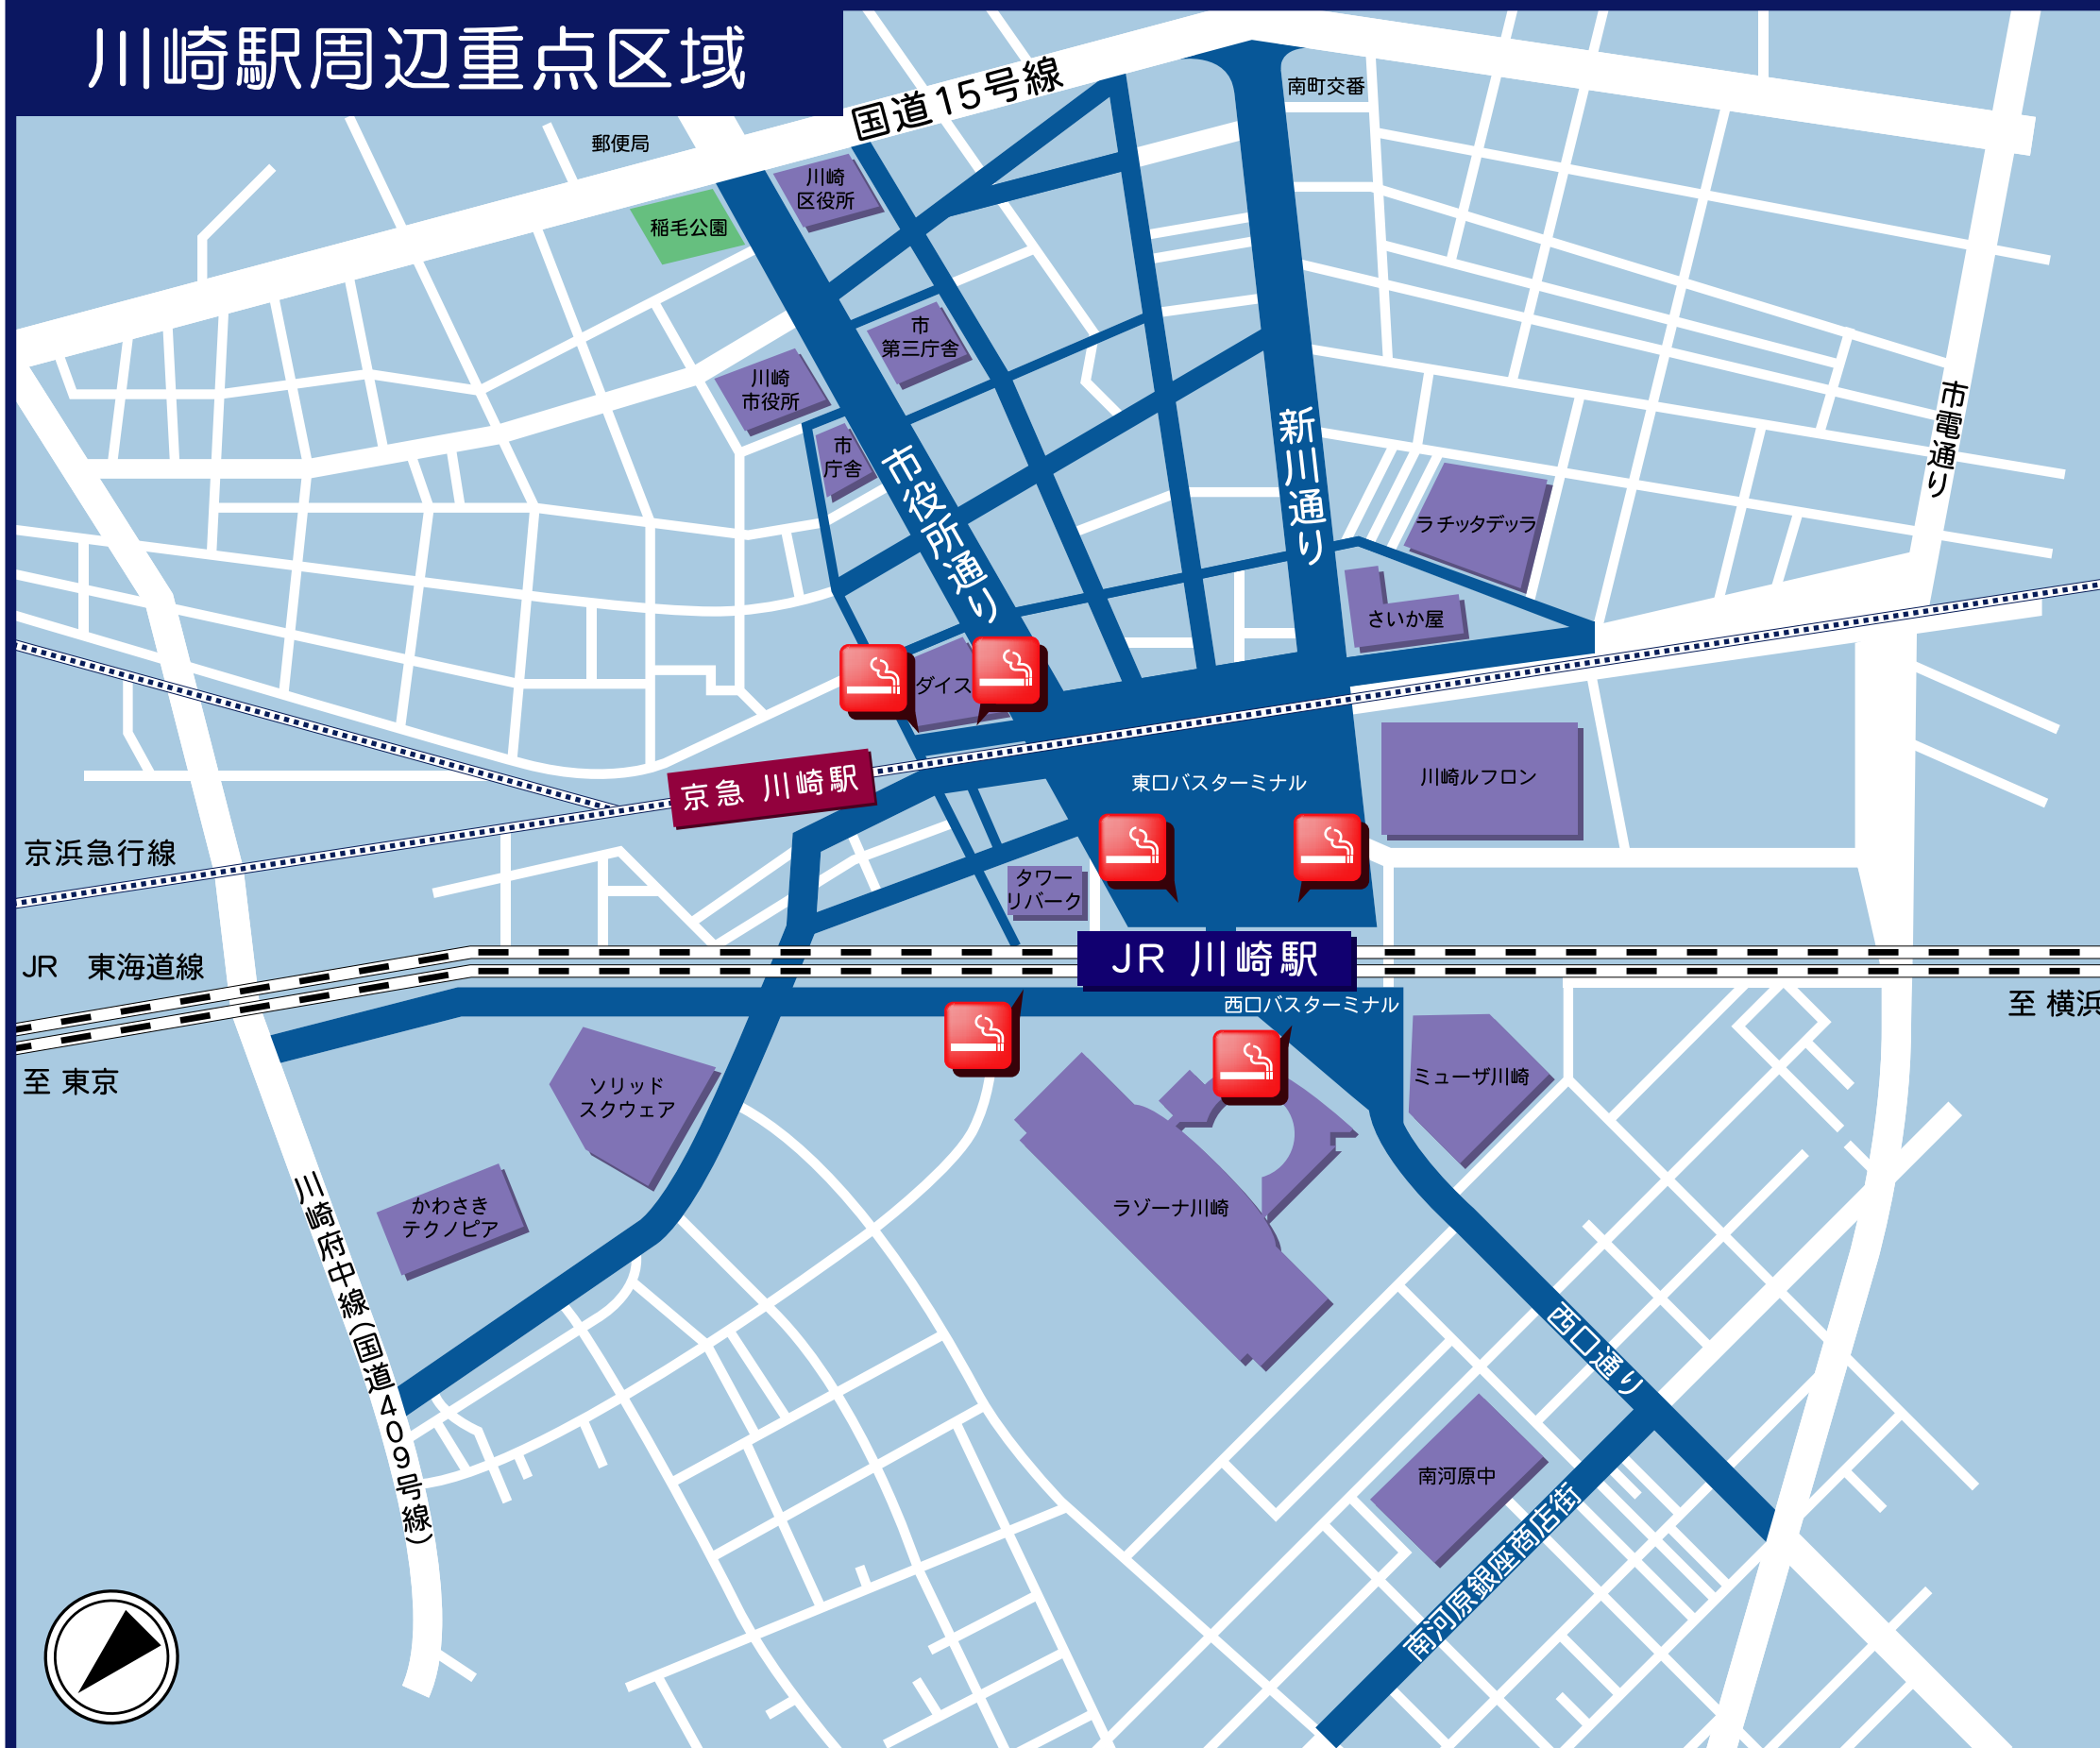 川崎駅周辺重点区域
国道15号線
南町交番
郵便局
川崎
区役所
稲毛公園
市
第三庁舎
川崎
市役所
市
庁舎
市役所通り
新川通り
市電通り
ラ チッタデッラ
さいか屋
ダイス
川崎ルフロン
東口バスターミナル
京急 川崎駅
京浜急行線
タワー
リバーク
JR 東海道線
JR 川崎駅
西口バスターミナル
至 横浜
至 東京
ソリッド
スクウェア
ミューザ川崎
かわさき
テクノピア
ラゾーナ川崎
川崎府中線(国道409号線)
西口通り
南河原中
南河原銀座商店街